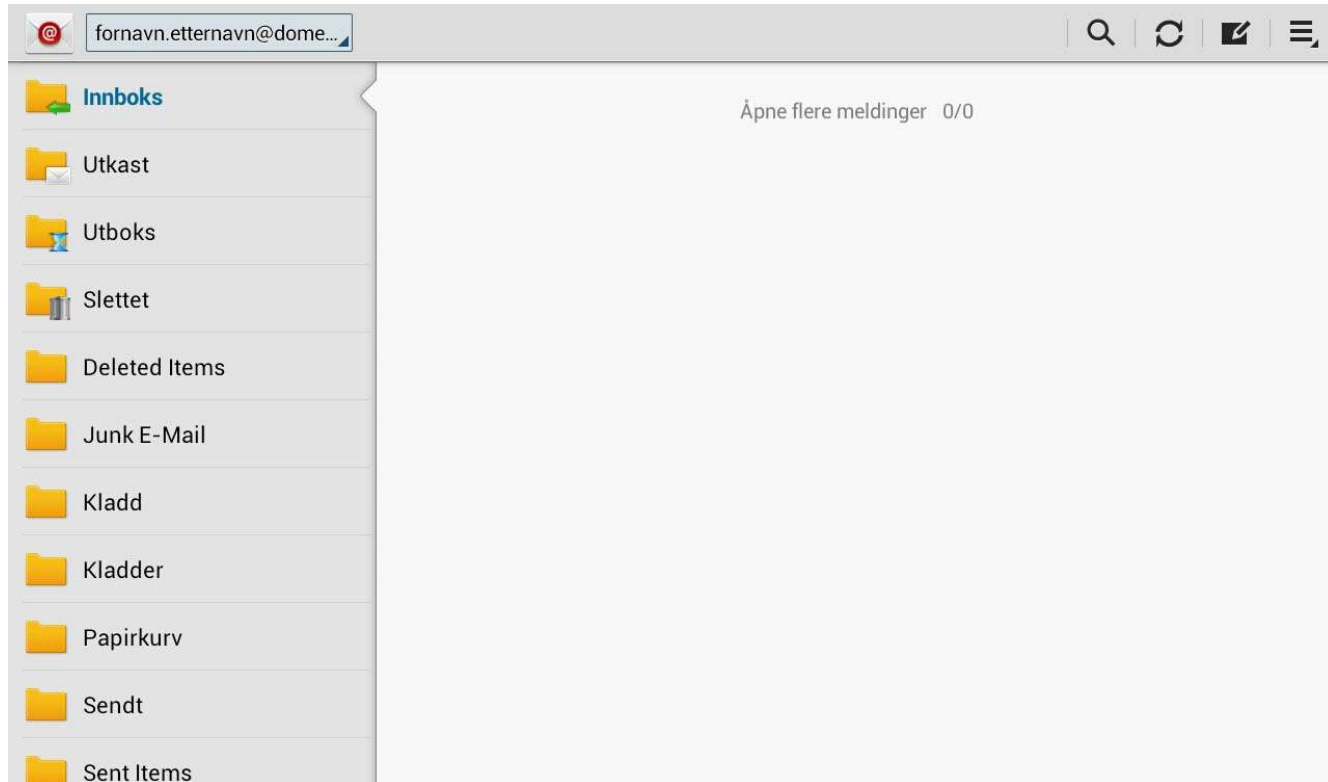 fornavn.etternavn@dome...
Innboks
Åpne flere meldinger 0/0
Utkast
Utboks
Slettet
Deleted Items
Junk E-Mail
Kladd
Kladder
Papirkurv
Sendt
Sent Items